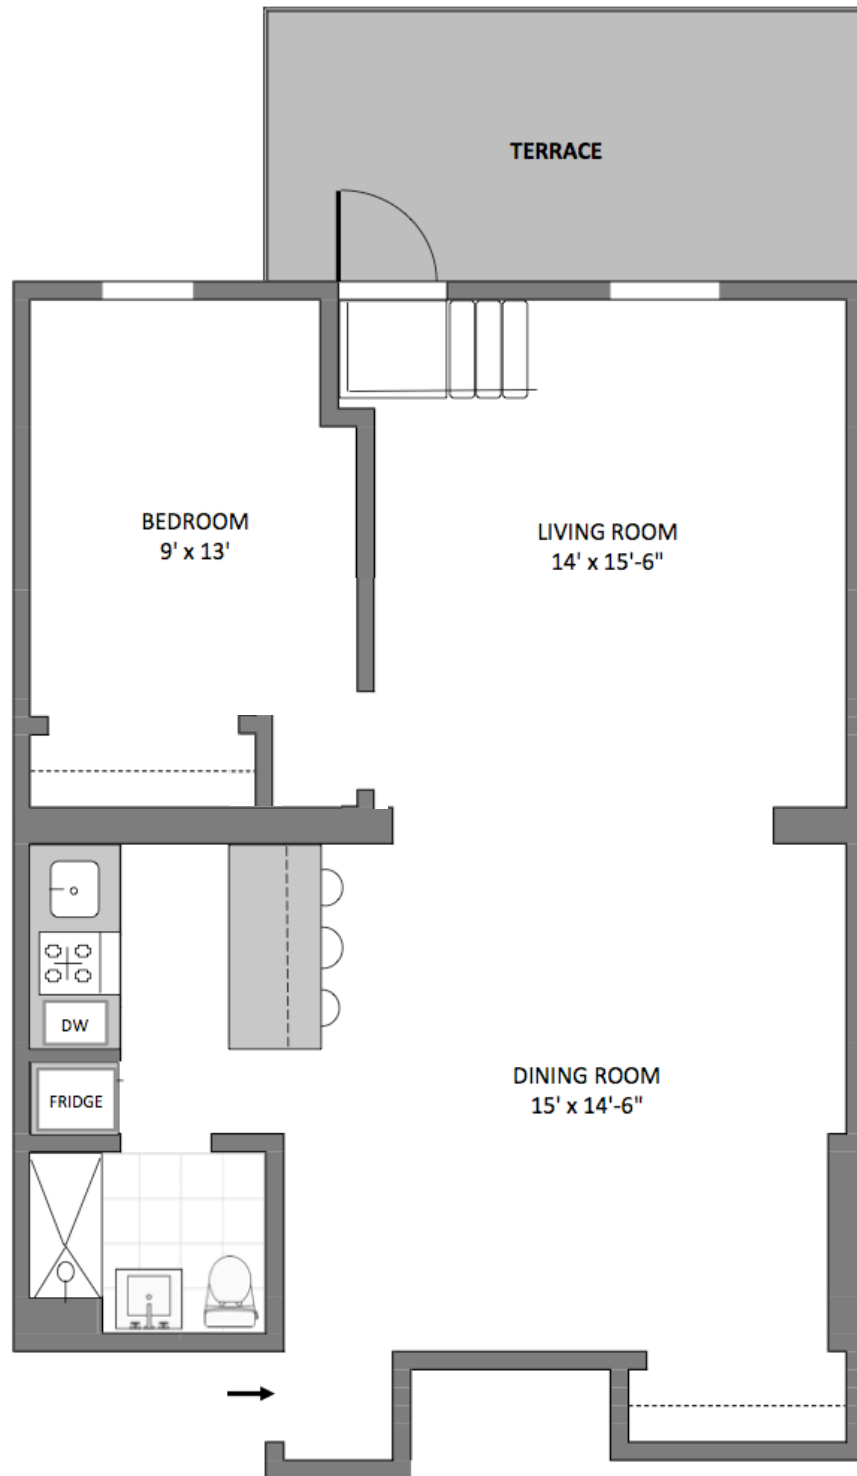 TERRACE
BEDROOM
9' x 13'
LIVING ROOM
14' x 15'-6"
DW
FRIDGE
DINING ROOM
15' x 14'-6"